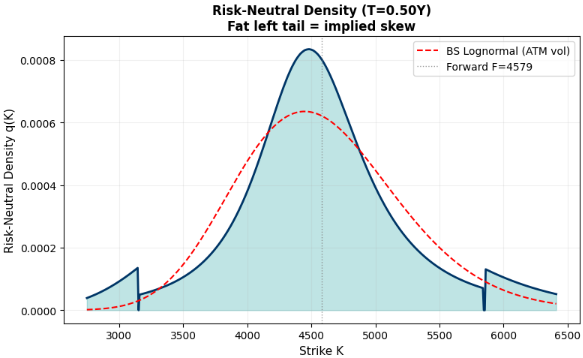 Risk-Neutral Density (T=0.50Y)
Fat left tail = implied skew
BS Lognormal (ATM vol)
Forward F=4579
Risk-Neutral Density q(K)
0.0008
0.0006
0.0004
0.0002
0.0000
3000 3500 4000 4500 5000 5500 6000 6500
Strike K